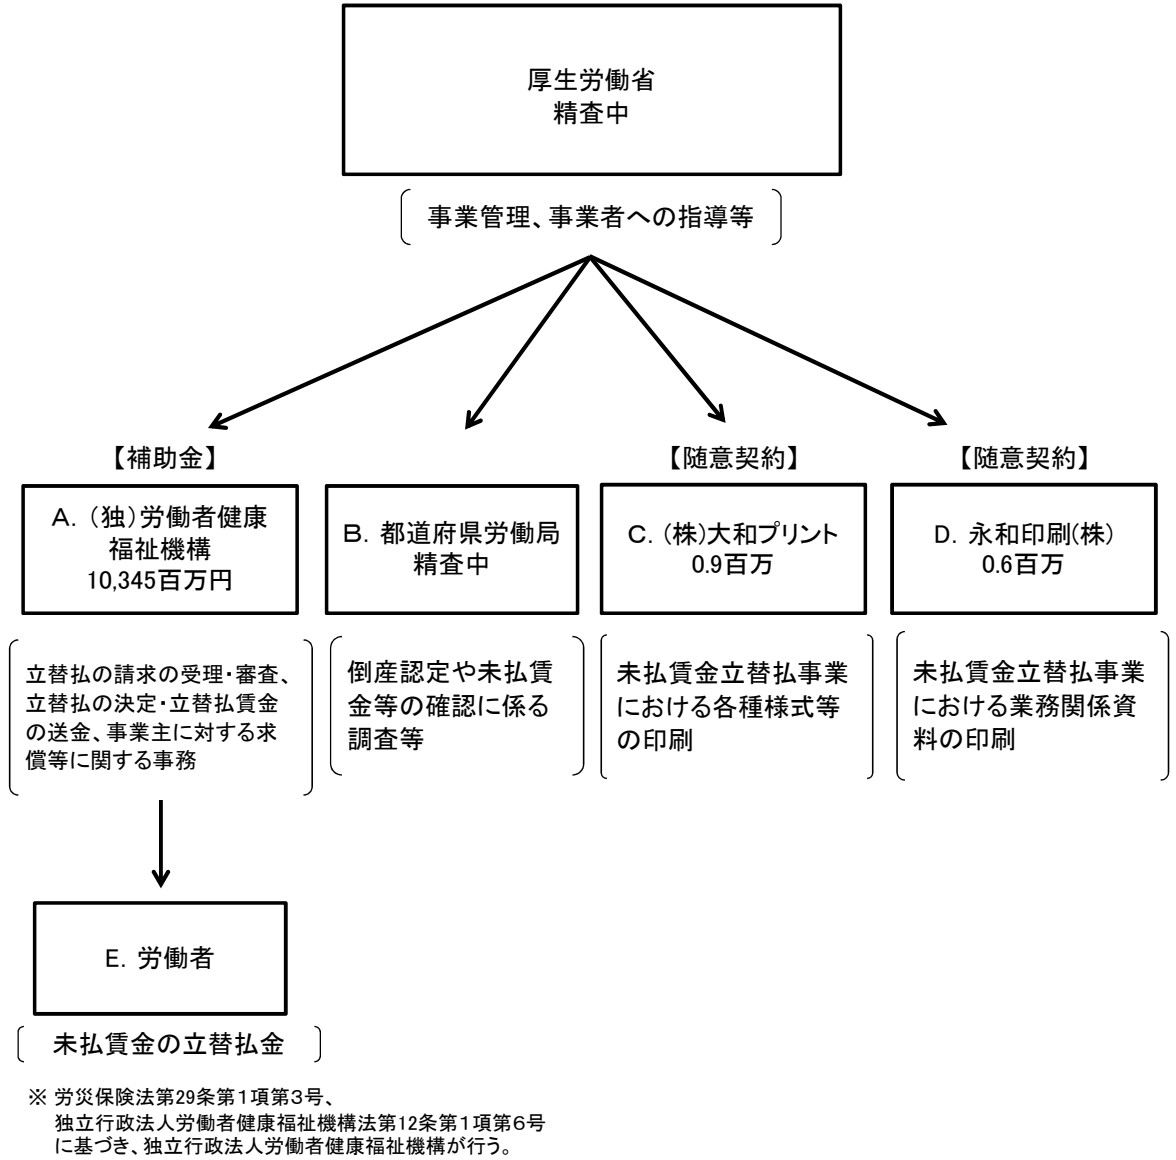 厚生労働省
精査中
事業管理、事業者への指導等
【補助金】
A．（独）労働者健康
福祉機構
10,345百万円
立替払の請求の受理・審査、
立替払の決定・立替払賃金
の送金、事業主に対する求
償等に関する事務
B．都道府県労働局
精査中
倒産認定や未払賃
金等の確認に係る
調査等
【随意契約】
C．（株）大和プリント
0.9百万
未払賃金立替払事業
における各種様式等
の印刷
【随意契約】
D．永和印刷(株）
0.6百万
未払賃金立替払事業
における業務関係資
料の印刷
E．労働者
未払賃金の立替払金
※ 労災保険法第29条第１項第３号、
独立行政法人労働者健康福祉機構法第12条第１項第６号
に基づき、独立行政法人労働者健康福祉機構が行う。